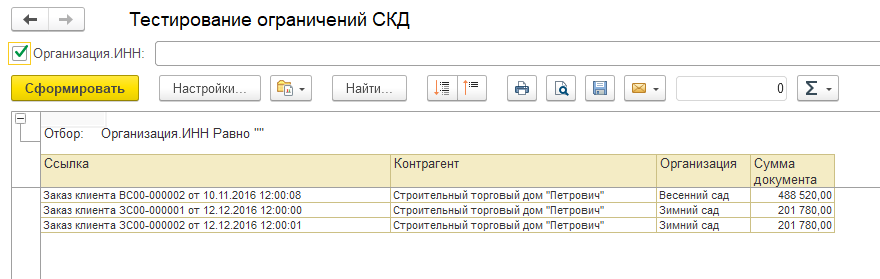 Тестирование ограничений СКД
Организация.ИНН:
Сформировать Настройки... Найти... 0 Σ
Отбор: Организация.ИНН Равно ""
Ссылка Контрагент Организация Сумма
документа
Заказ клиента ВС00-000002 от 10.11.2016 12:00:08 Строительный торговый дом "Петрович" Весенний сад 488 520,00
Заказ клиента ЗС00-000001 от 12.12.2016 12:00:00 Строительный торговый дом "Петрович" Зимний сад 201 780,00
Заказ клиента ЗС00-000002 от 12.12.2016 12:00:01 Строительный торговый дом "Петрович" Зимний сад 201 780,00